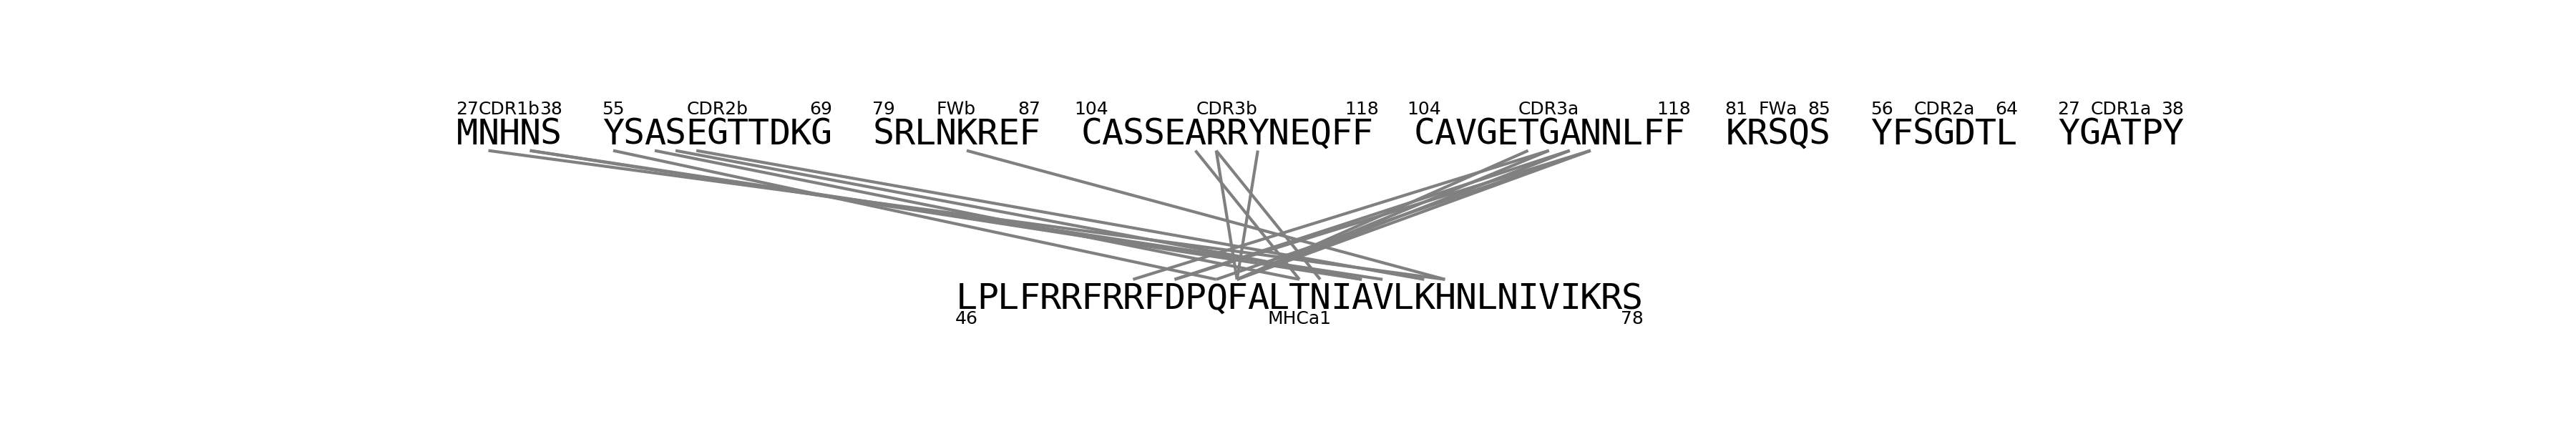 27CDR1b38 55 CDR2b 69 79 FWb 87 104 CDR3b 118 104 CDR3a 118 81 FWa 85 56 CDR2a 64 27 CDR1a 38
MNHNS YSASEGTTDKG SRLNKREF CASSEARRYNEQFF CAVGETGANNLFF KRSQS YFSGDTL YGATPY
LPLFRRFRRFDPQFALTNIAVLKHNLNIVIKRS
46 MHCa1 78